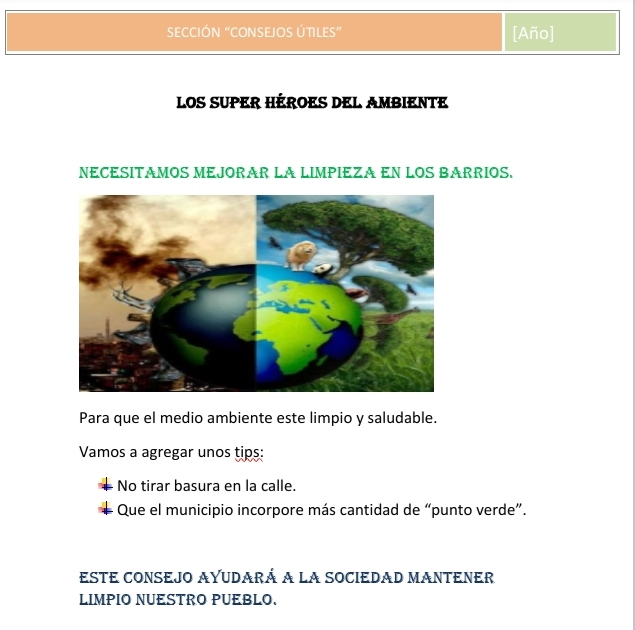 SECCIÓN “CONSEJOS ÚTILES”
[Año]
LOS SUPER HÉROES DEL AMBIENTE
NECESITAMOS MEJORAR LA LIMPIEZA EN LOS BARRIOS.
Para que el medio ambiente este limpio y saludable.
Vamos a agregar unos tips:
No tirar basura en la calle.
Que el municipio incorpore más cantidad de “punto verde”.
ESTE CONSEJO AYUDARÁ A LA SOCIEDAD MANTENER
LIMPIO NUESTRO PUEBLO.